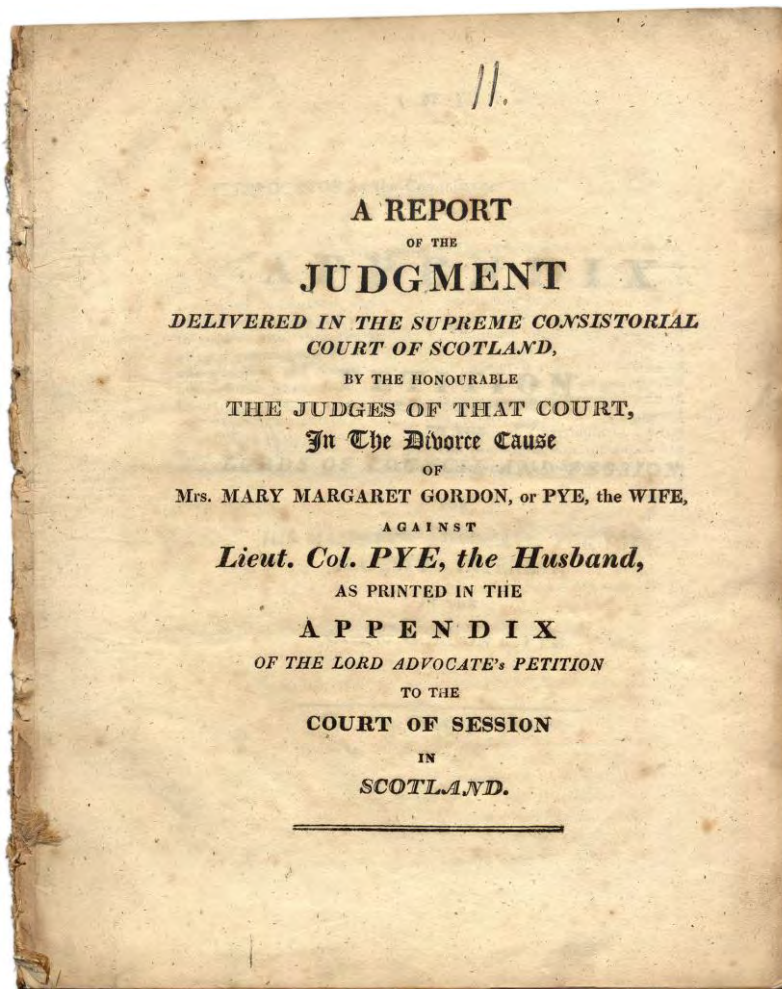 11.
A REPORT
OF THE
JUDGMENT
DELIVERED IN THE SUPREME CONSISTORIAL
COURT OF SCOTLAND,
BY THE HONOURABLE
THE JUDGES OF THAT COURT,
In The Divorce Cause
OF
Mrs. MARY MARGARET GORDON, or PYE, the WIFE,
AGAINST
Lieut. Col. PYE, the Husband,
AS PRINTED IN THE
APPENDIX
OF THE LORD ADVOCATE's PETITION
TO THE
COURT OF SESSION
IN
SCOTLAND.